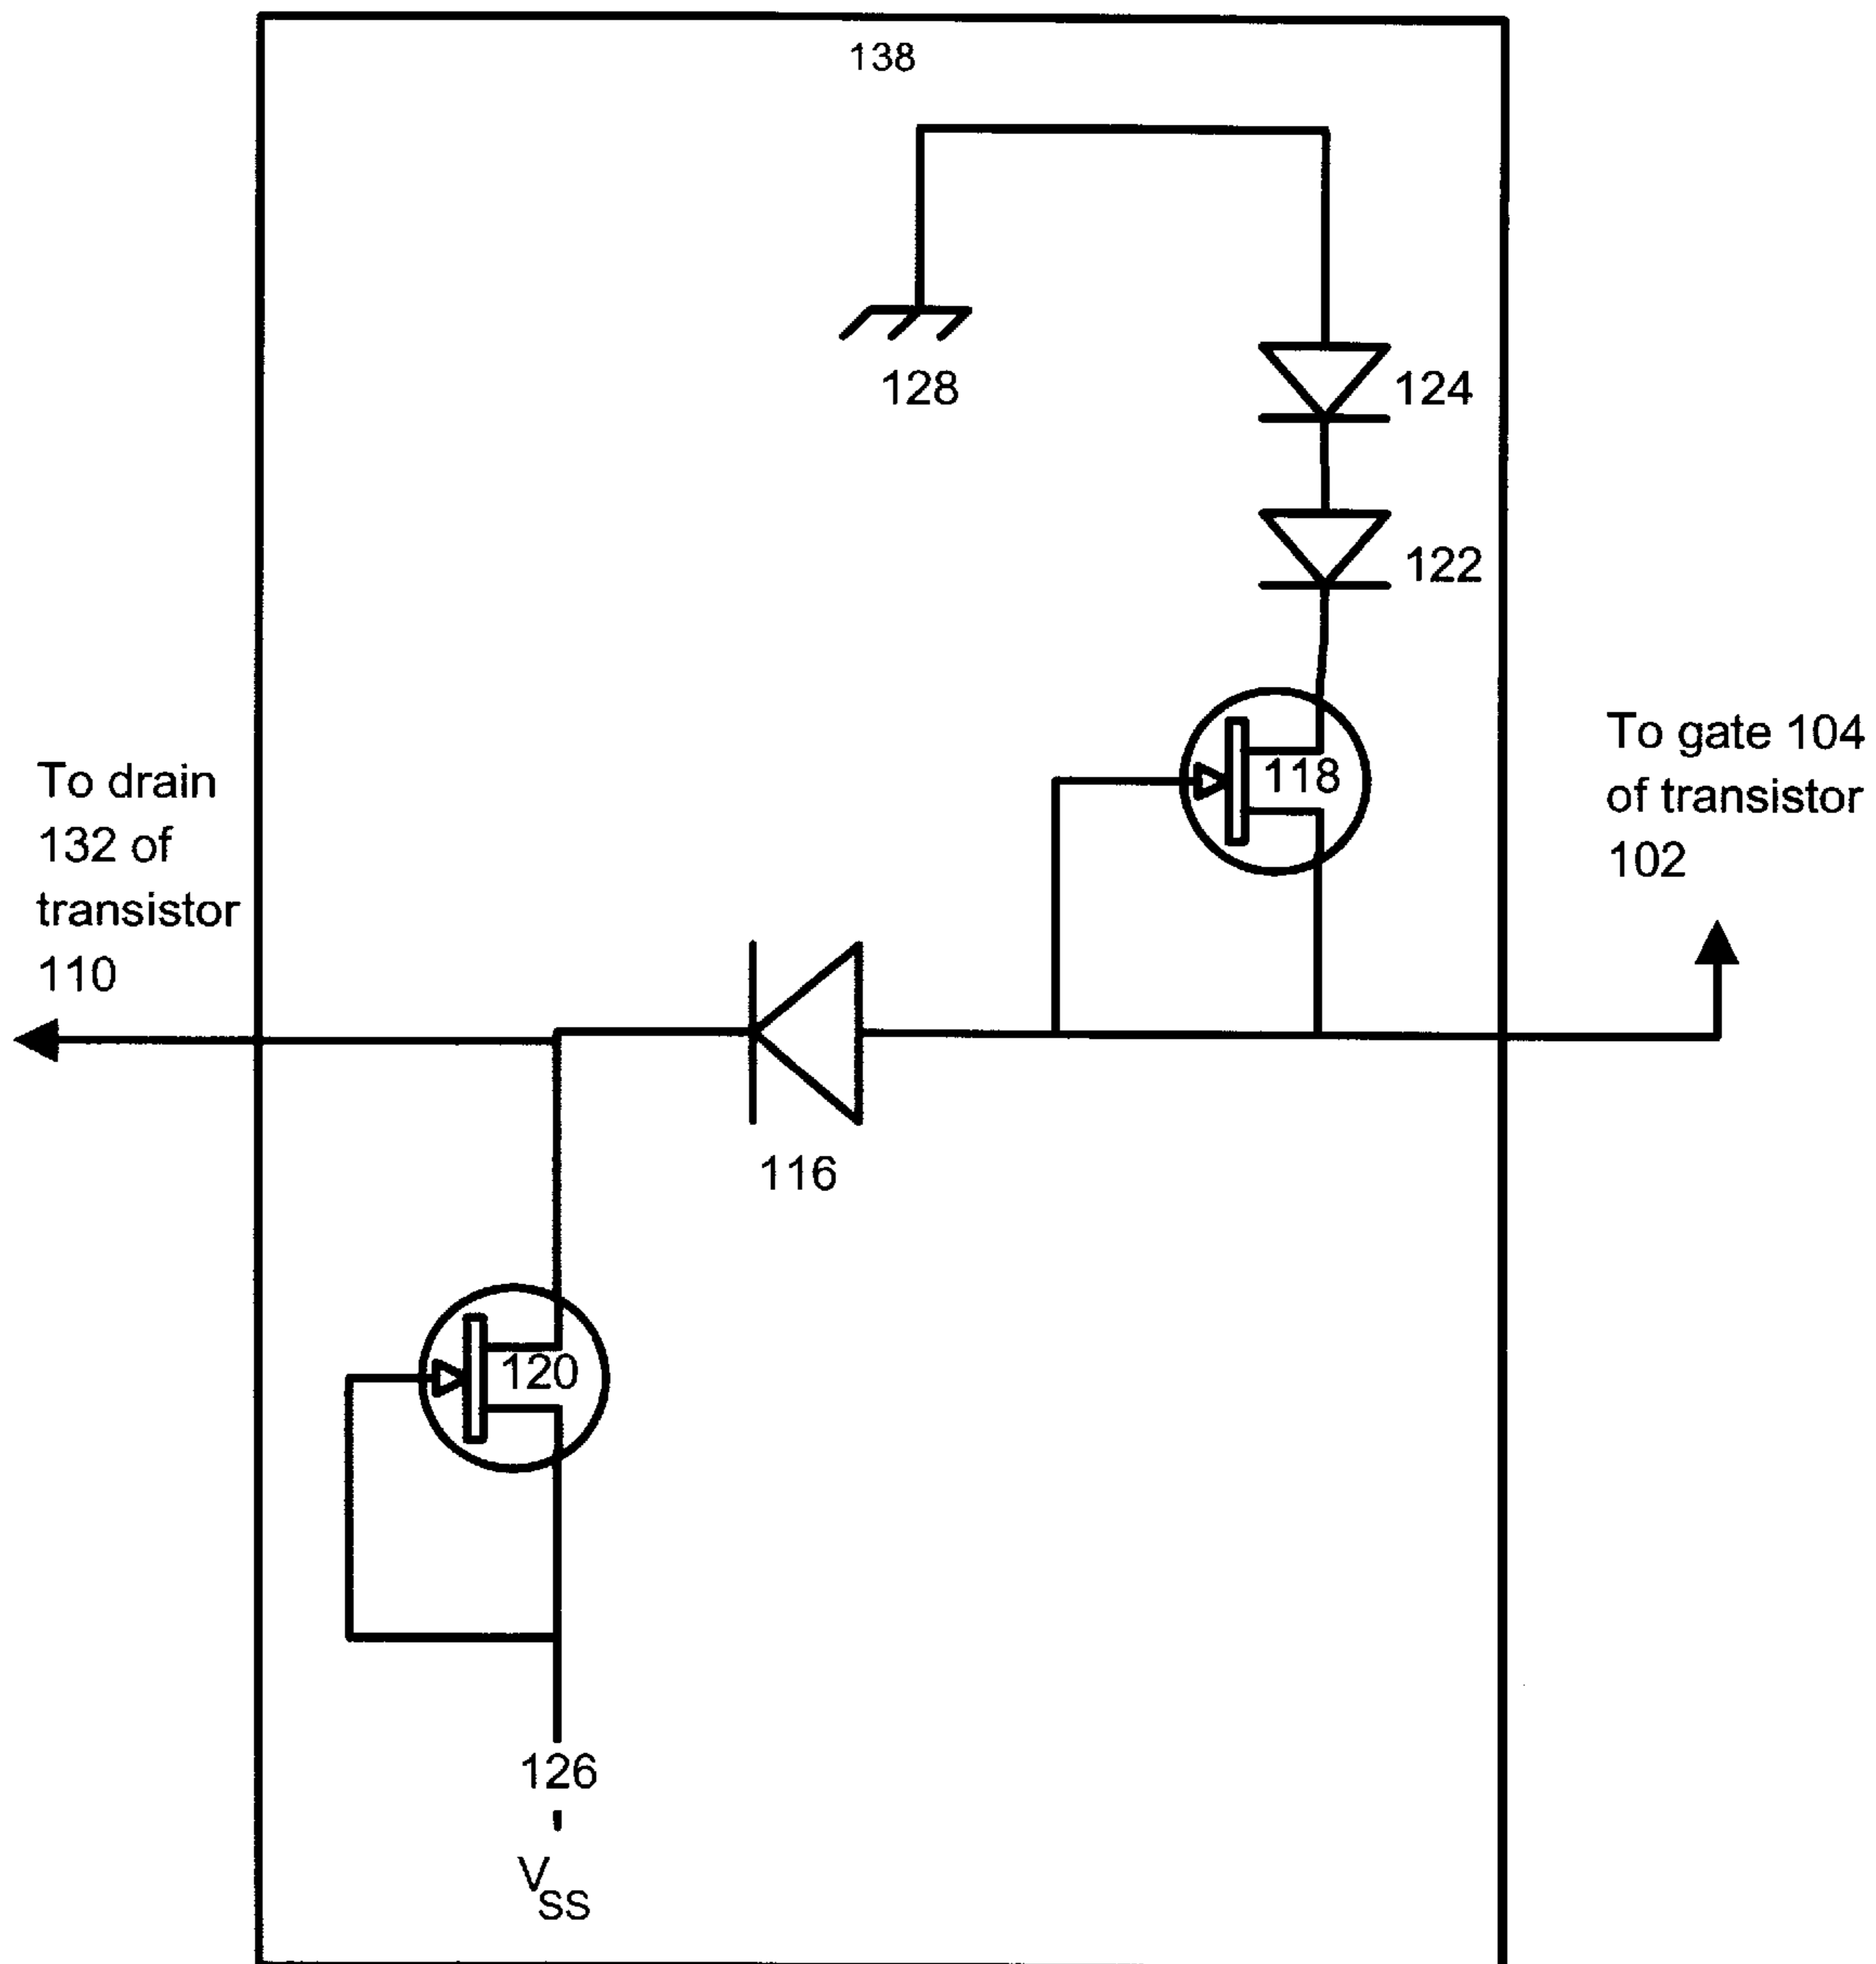 138
128
124
122
118
To gate 104
of transistor
102
To drain
132 of
transistor
110
116
120
126
VSS